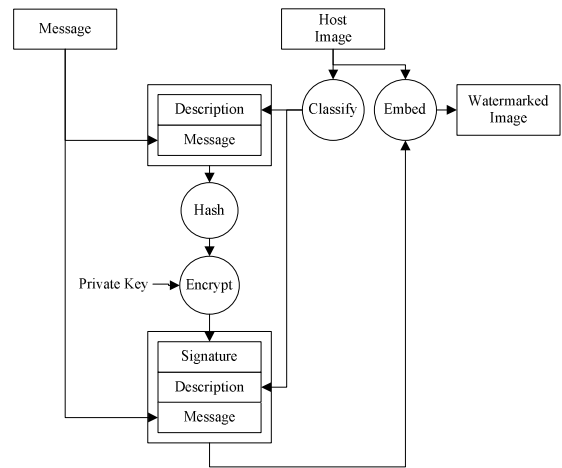 Message
Host
Image
Description
Message
Classify
Embed
Watermarked
Image
Hash
Private Key
Encrypt
Signature
Description
Message